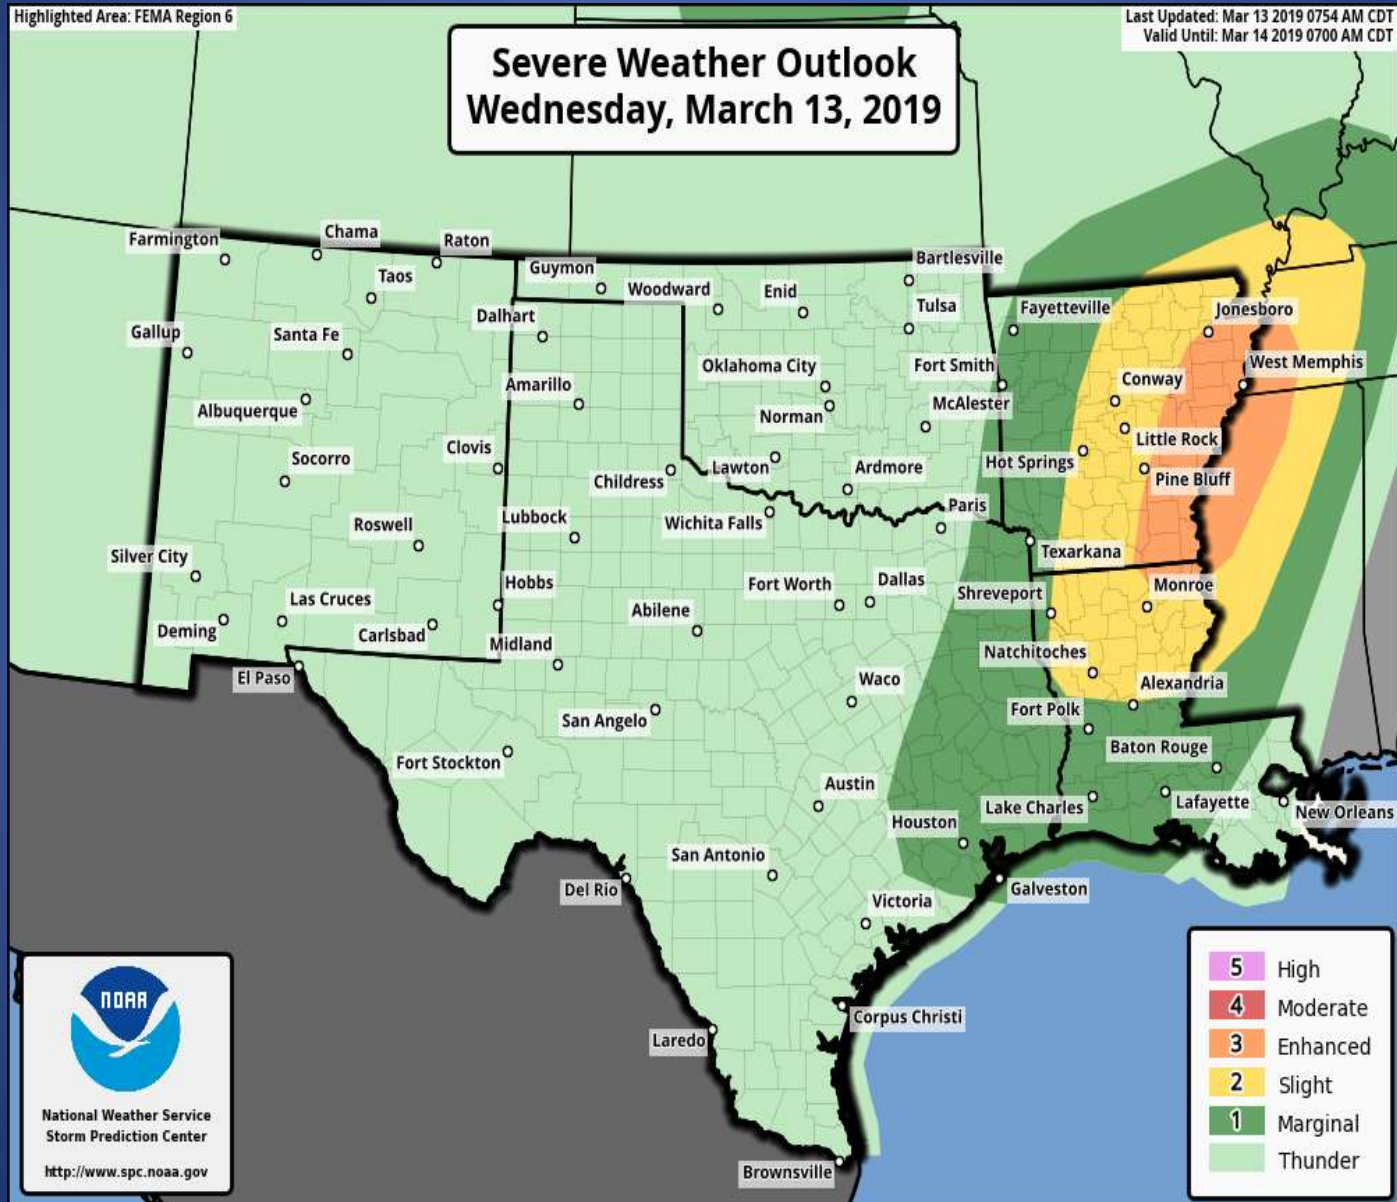 Highlighted Area: FEMA Region 6
Last Updated: Mar 13 2019 0754 AM CDT
Valid Until: Mar 14 2019 0700 AM CDT
Severe Weather Outlook
Wednesday, March 13, 2019
Farmington
Chama
Raton
Taos
Guymon
Bartlesville
Woodward
Enid
Tulsa
Fayetteville
Jonesboro
Dalhart
Gallup
Santa Fe
Oklahoma City
Fort Smith
West Memphis
Amarillo
Conway
Albuquerque
Norman
McAlester
Little Rock
Clovis
Socorro
Childress
Lawton
Ardmore
Hot Springs
Pine Bluff
Paris
Roswell
Lubbock
Wichita Falls
Texarkana
Silver City
Hobbs
Fort Worth
Dallas
Shreveport
Monroe
Las Cruces
Abilene
Deming
Carlsbad
Midland
Natchitoches
El Paso
Waco
Alexandria
San Angelo
Fort Polk
Fort Stockton
Baton Rouge
Austin
Lake Charles
Lafayette
New Orleans
Houston
San Antonio
Del Rio
Galveston
Victoria
Corpus Christi
Laredo
Brownsville
NOAA
National Weather Service
Storm Prediction Center
http://www.spc.noaa.gov
5 High
4 Moderate
3 Enhanced
2 Slight
1 Marginal
Thunder